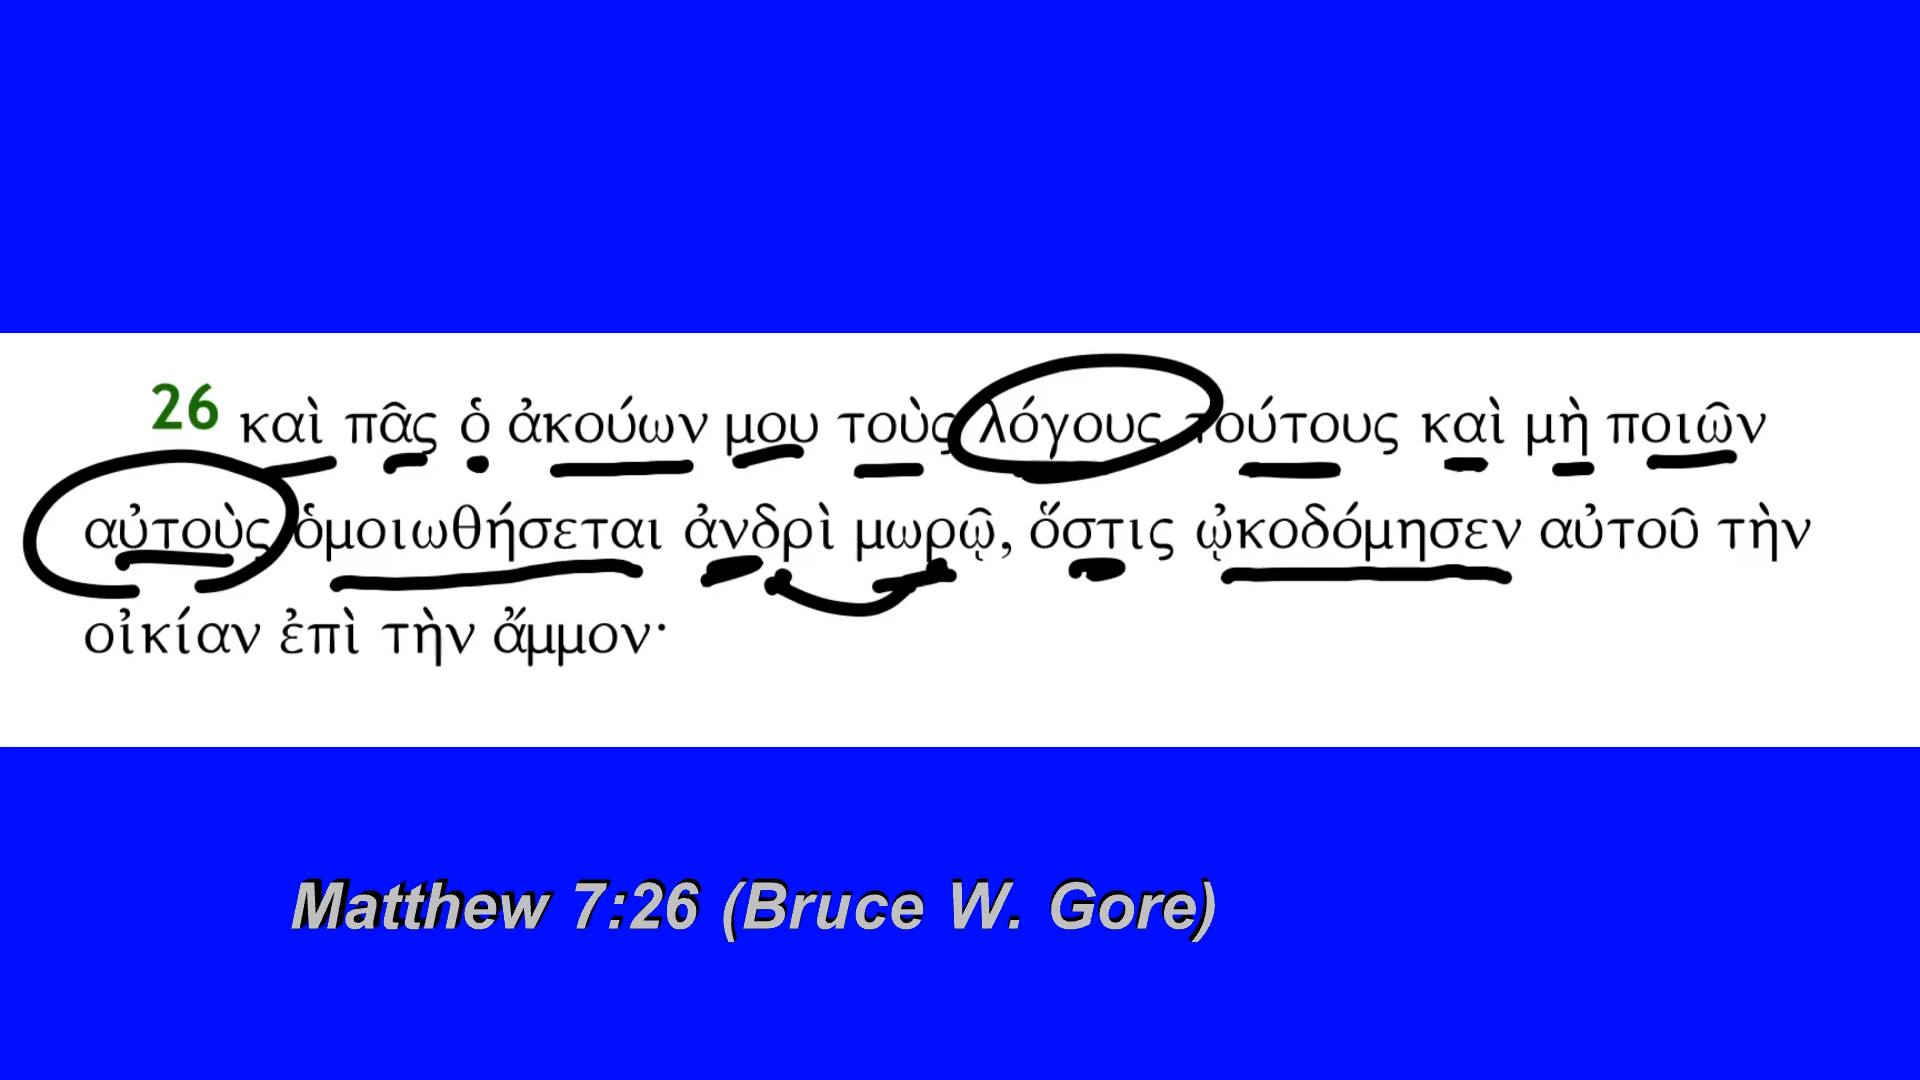 26 καὶ πᾶς ὁ ἀκούων μου τοὺς λόγους τούτους καὶ μὴ ποιῶν
αὐτοὺς ὁμοιωθήσεται ἀνδρὶ μωρῷ, ὅστις ᾠκοδόμησεν αὐτοῦ τὴν
οἰκίαν ἐπὶ τὴν ἄμμον·
Matthew 7:26 (Bruce W. Gore)